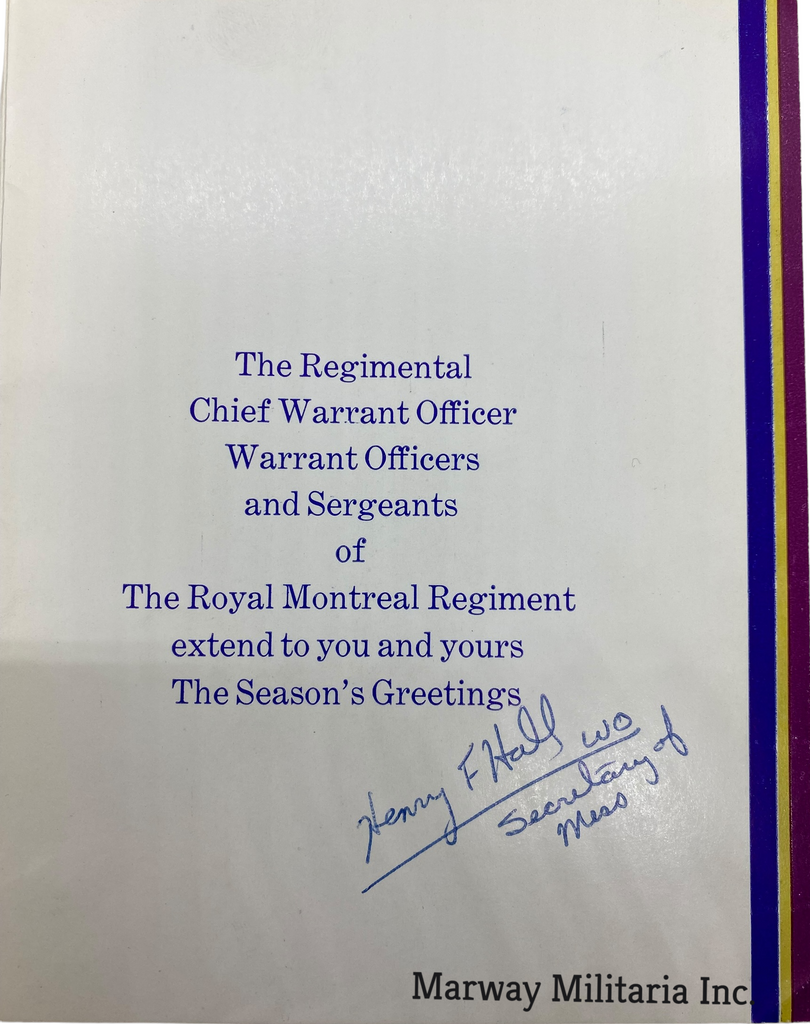 The Regimental
Chief Warrant Officer
Warrant Officers
and Sergeants
of
The Royal Montreal Regiment
extend to you and yours
The Season's Greetings
Henry F Hall WO
Secretary of
Mess
Marway Militaria Inc.